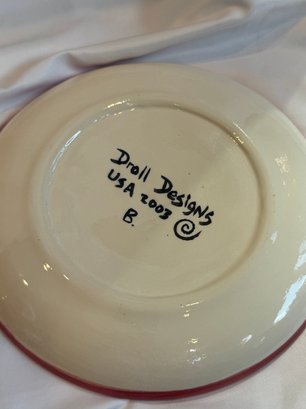 Droll Designs
USA 2003
B.